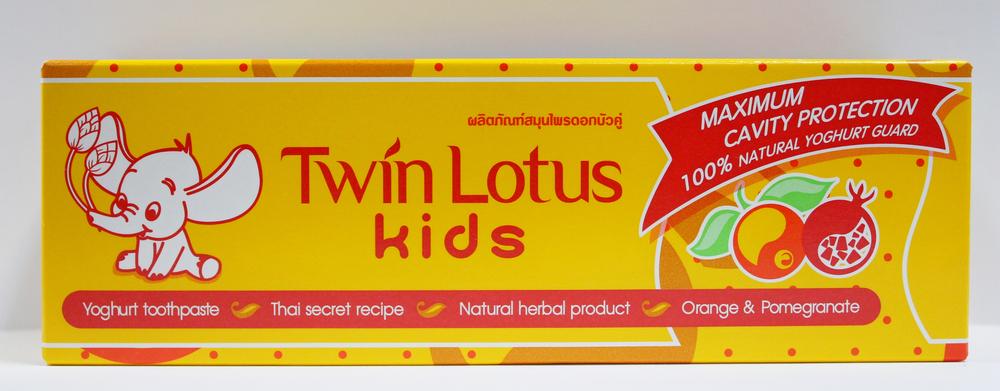 ผลิตภัณฑ์สมุนไพรดอกบัวคู่
Twin Lotus
kids
MAXIMUM
CAVITY PROTECTION
100% NATURAL YOGHURT GUARD
Yoghurt toothpaste Thai secret recipe Natural herbal product Orange & Pomegranate